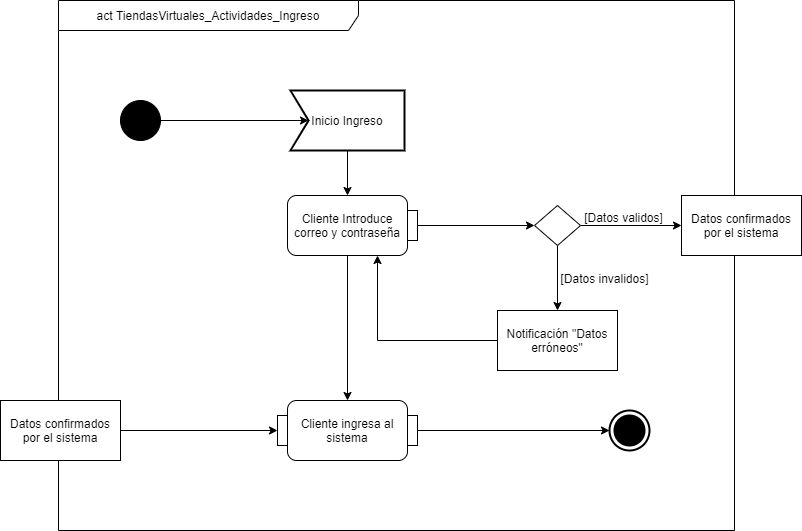 act TiendasVirtuales_Actividades_Ingreso
Inicio Ingreso
Cliente Introduce
correo y contraseña
[Datos validos]
Datos confirmados
por el sistema
[Datos invalidos]
Notificación "Datos
erróneos"
Datos confirmados
por el sistema
Cliente ingresa al
sistema